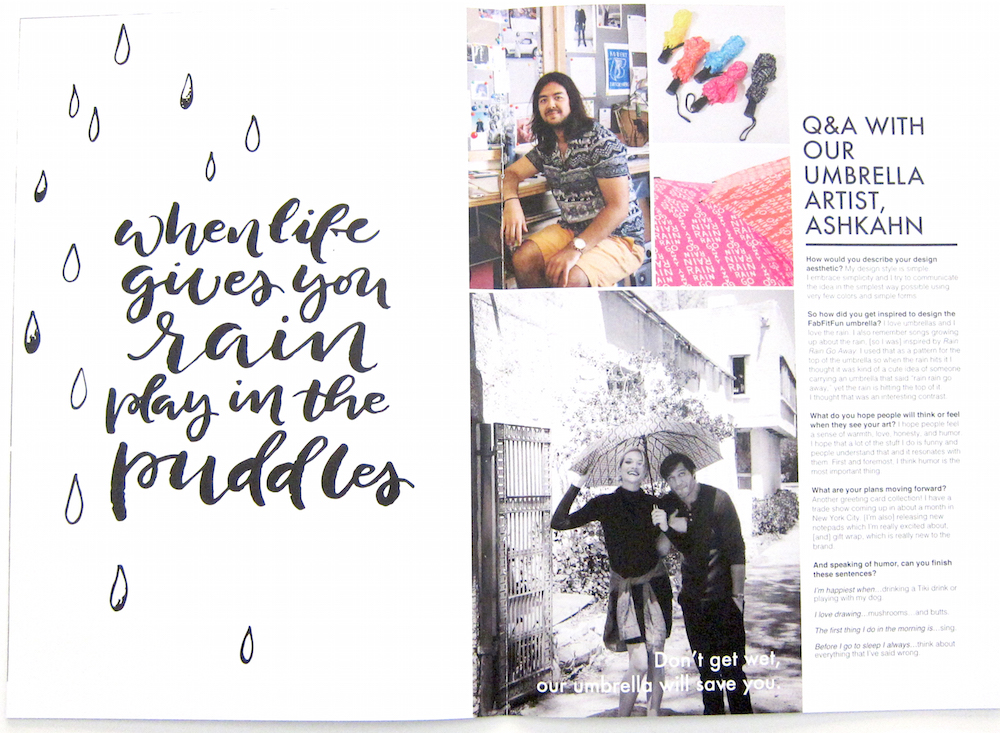 when life
gives you
rain
play in the
puddles
Q&A WITH
OUR
UMBRELLA
ARTIST,
ASHKAHN
How would you describe your design
aesthetic? My design style is simple.
I embrace simplicity and I try to communicate
the idea in the simplest way possible using
very few colors and simple forms.
So how did you get inspired to design the
FabFitFun umbrella? I love umbrellas and I
love the rain. I also remember songs growing
up about the rain, [so I was] inspired by Rain
Rain Go Away. I used that as a pattern for the
top of the umbrella so when the rain hits it I
thought it was kind of a cute idea of someone
carrying an umbrella that said "rain rain go
away," yet the rain is hitting the top of it.
I thought that was an interesting contrast.
What do you hope people will think or feel
when they see your art? I hope people feel
a sense of warmth, love, honesty, and humor.
I hope that a lot of the stuff I do is funny and
people understand that and it resonates with
them. First and foremost, I think humor is the
most important thing.
What are your plans moving forward?
Another greeting card collection! I have a
trade show coming up in about a month in
New York City. {I'm also} releasing new
notepads which I'm really excited about,
[and] gift wrap, which is really new to the
brand.
And speaking of humor, can you finish
these sentences?
I'm happiest when...drinking a Tiki drink or
playing with my dog.
I love drawing... mushrooms... and butts.
The first thing I do in the morning is... sing.
Before I go to sleep I always...think about
everything that I've said wrong.
Don't get wet,
our umbrella will save you.